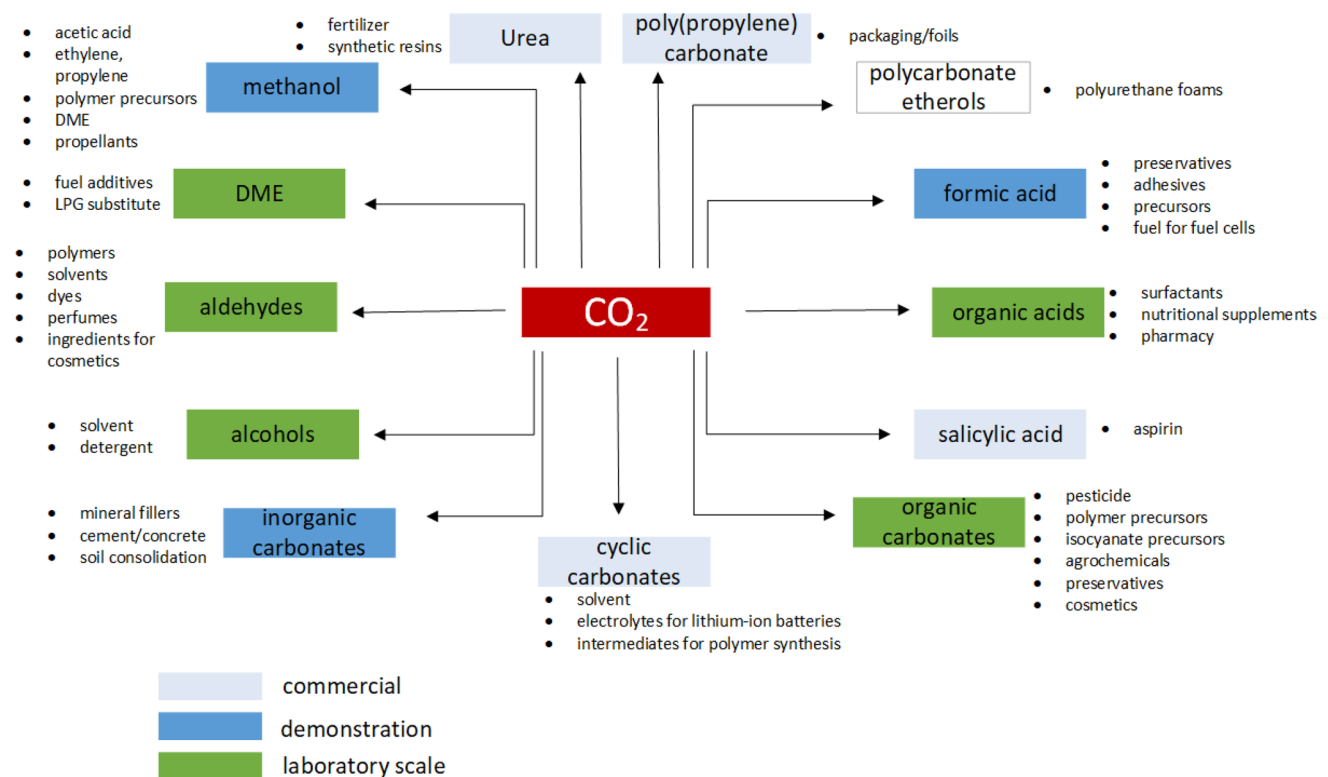 • acetic acid
• ethylene,
propylene
• polymer precursors
• DME
• propellants
methanol
• fertilizer
• synthetic resins
Urea
poly(propylene)
carbonate
• packaging/foils
polycarbonate
etherols
• polyurethane foams
• fuel additives
• LPG substitute
DME
formic acid
• preservatives
• adhesives
• precursors
• fuel for fuel cells
• polymers
• solvents
• dyes
• perfumes
• ingredients for
cosmetics
aldehydes
CO₂
organic acids
• surfactants
• nutritional supplements
• pharmacy
• solvent
• detergent
alcohols
salicylic acid
• aspirin
• mineral fillers
• cement/concrete
• soil consolidation
inorganic
carbonates
cyclic
carbonates
• solvent
• electrolytes for lithium-ion batteries
• intermediates for polymer synthesis
organic
carbonates
• pesticide
• polymer precursors
• isocyanate precursors
• agrochemicals
• preservatives
• cosmetics
commercial
demonstration
laboratory scale